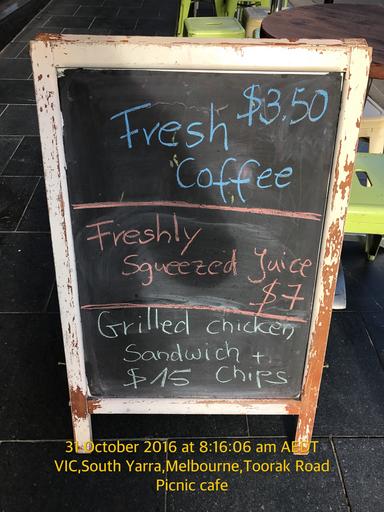 $3.50
Fresh
Coffee
Freshly
Sqeezed Juice
$7
Grilled chicken
Sandwich +
$15 Chips
31 October 2016 at 8:16:06 am AEDT
VIC,South Yarra,Melbourne,Toorak Road
Picnic cafe